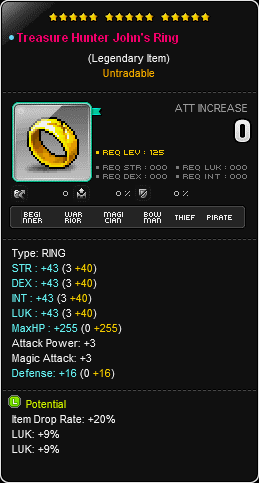 Treasure Hunter John's Ring
(Legendary Item)
Untradable
ATT INCREASE
0
REQ LEV : 125
REQ STR : 000 REQ LUK : 000
REQ DEX : 000 REQ INT : 000
0 0 % 0 %
BEGINNER WARRIOR MAGICIAN BOWMAN THIEF PIRATE
Type: RING
STR : +43 (3 +40)
DEX : +43 (3 +40)
INT : +43 (3 +40)
LUK : +43 (3 +40)
MaxHP : +255 (0 +255)
Attack Power: +3
Magic Attack: +3
Defense: +16 (0 +16)
L Potential
Item Drop Rate: +20%
LUK: +9%
LUK: +9%